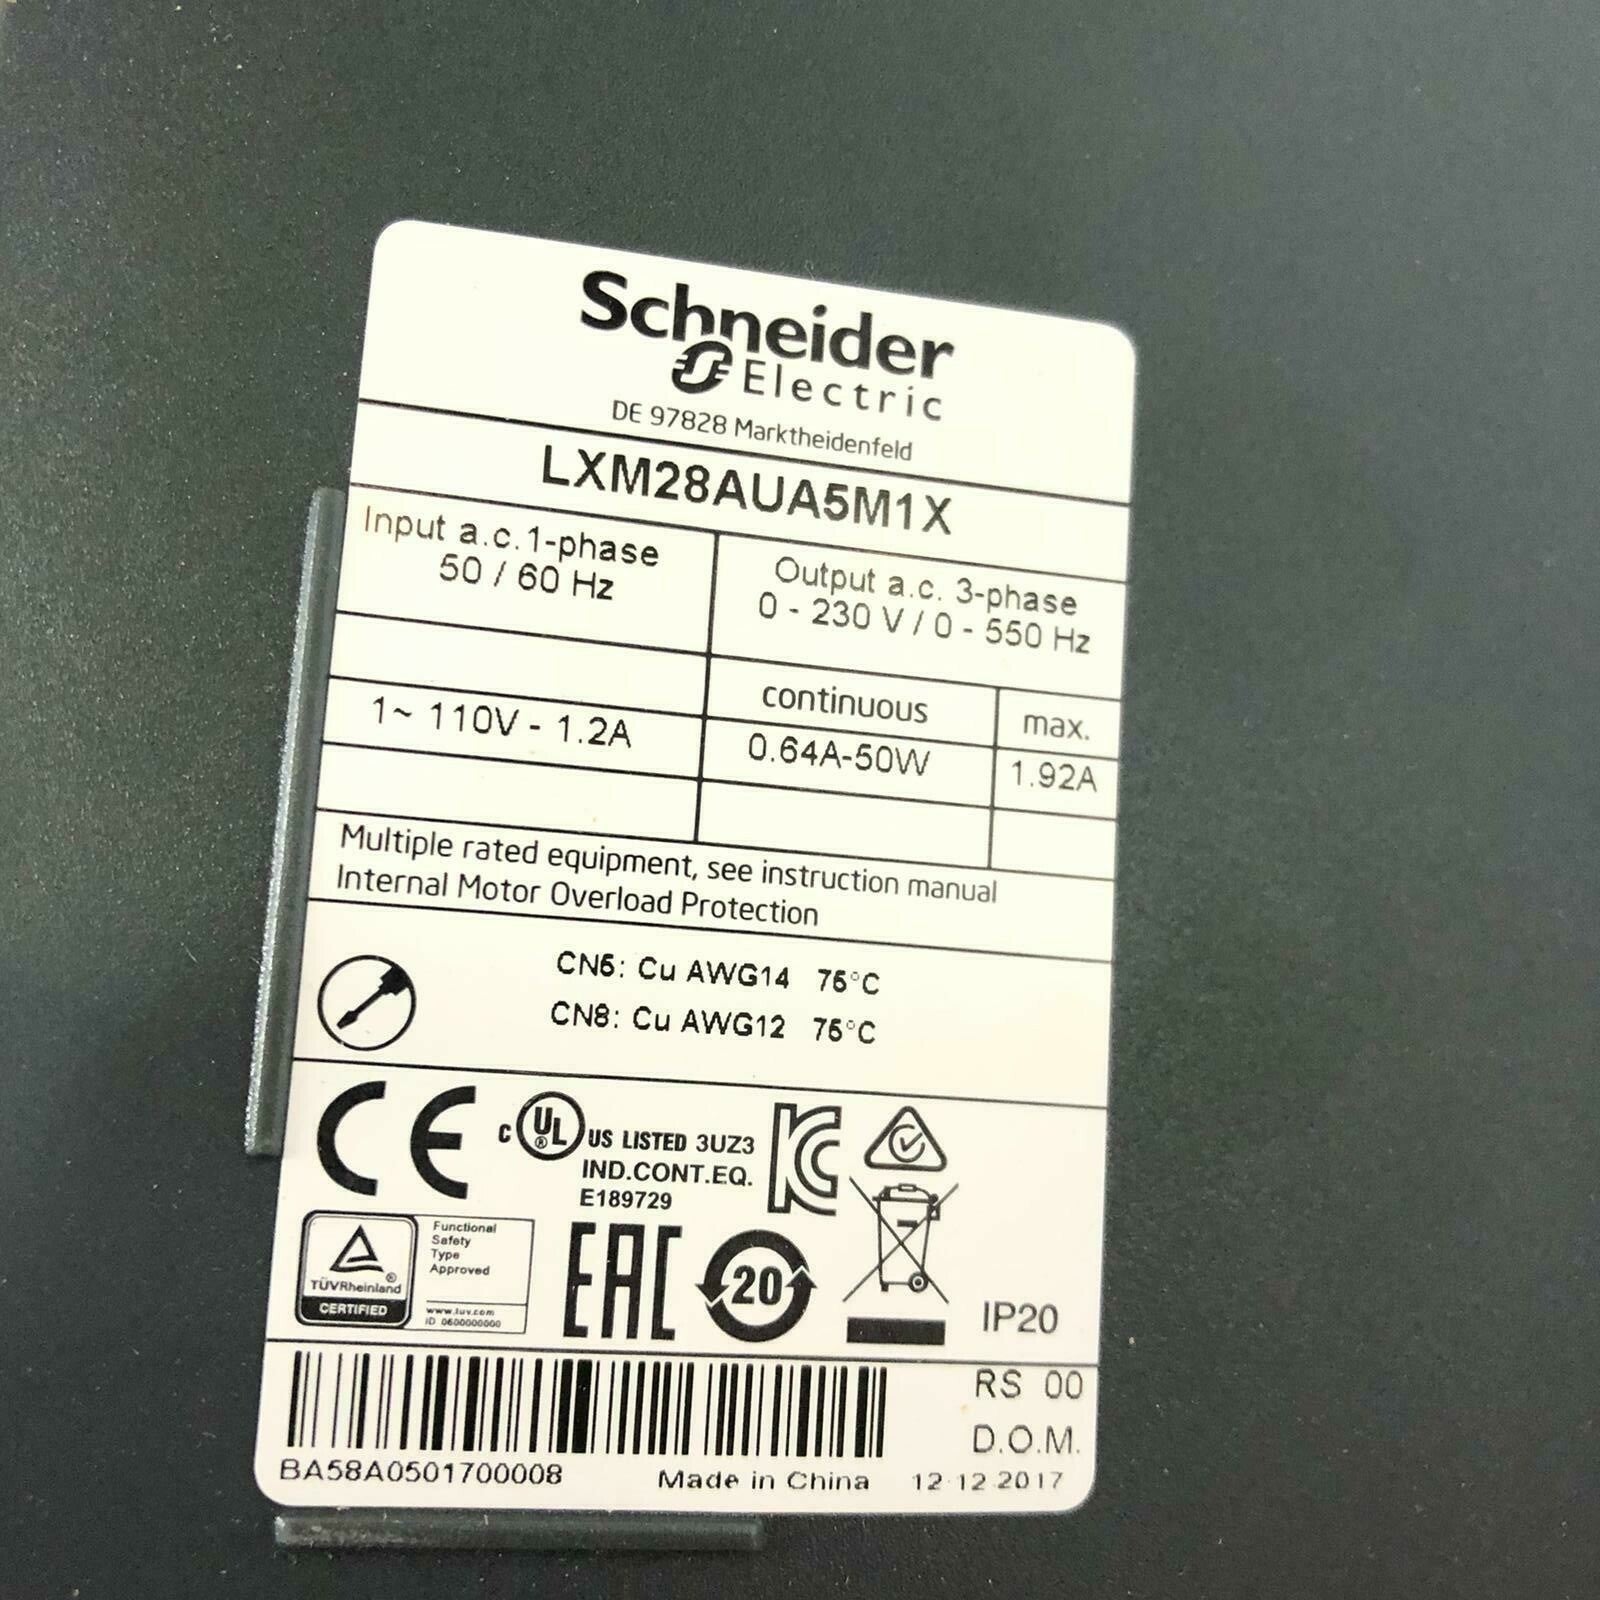 Schneider
Electric
DE 97828 Marktheidenfeld
LXM28AUA5M1X
Input a.c.1-phase
50 / 60 Hz
Output a.c. 3-phase
0 - 230 V / 0 - 550 Hz
continuous
max.
1~ 110V - 1.2A
0.64A-50W
1.92A
Multiple rated equipment, see instruction manual
Internal Motor Overload Protection
CN5: Cu AWG14 75°C
CN8: Cu AWG12 75°C
CE
C UL ® US LISTED 3UZ3
IND.CONT.EQ.
E189729
KC
TÜVRheinland ®
CERTIFIED
Functional
Safety
Type
Approved
www.tuv.com
ID 0600000000
EAC
20
IP20
RS 00
D.O.M.
BA58A0501700008
Made in China
12.12.2017